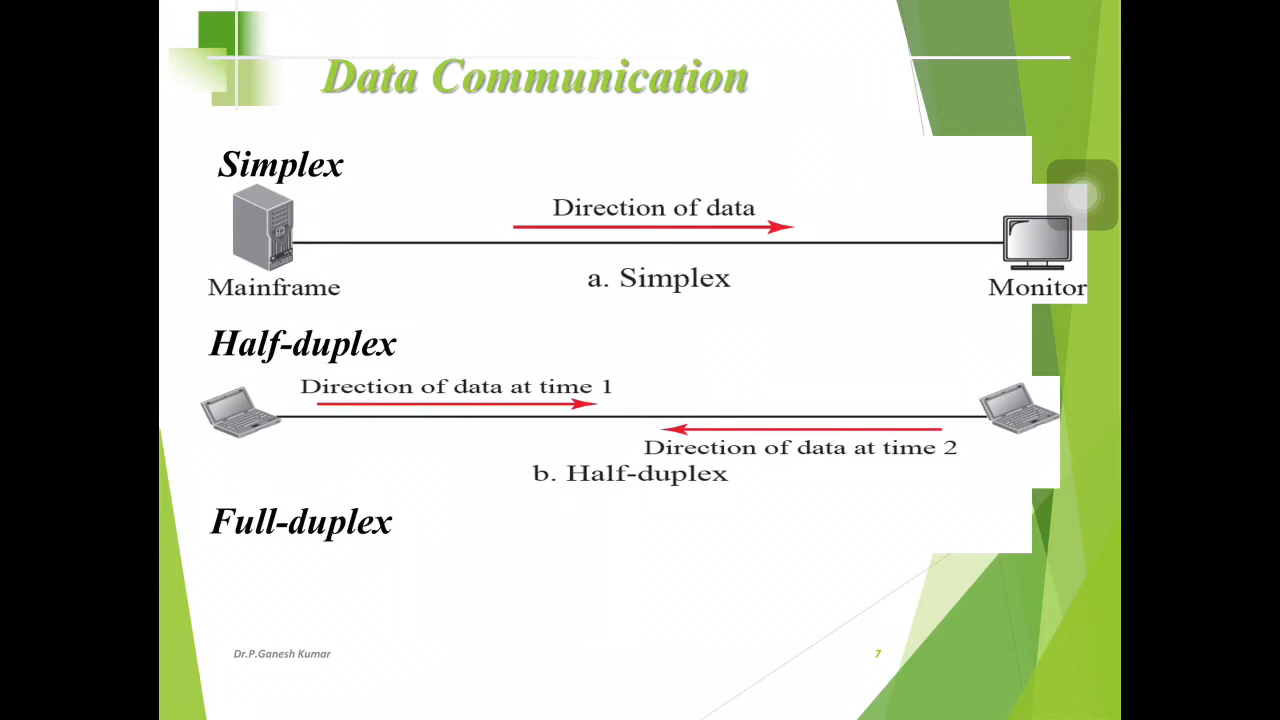 Data Communication
Simplex
Direction of data
a. Simplex
Mainframe
Monitor
Half-duplex
Direction of data at time 1
Direction of data at time 2
b. Half-duplex
Full-duplex
Dr.P.Ganesh Kumar
7